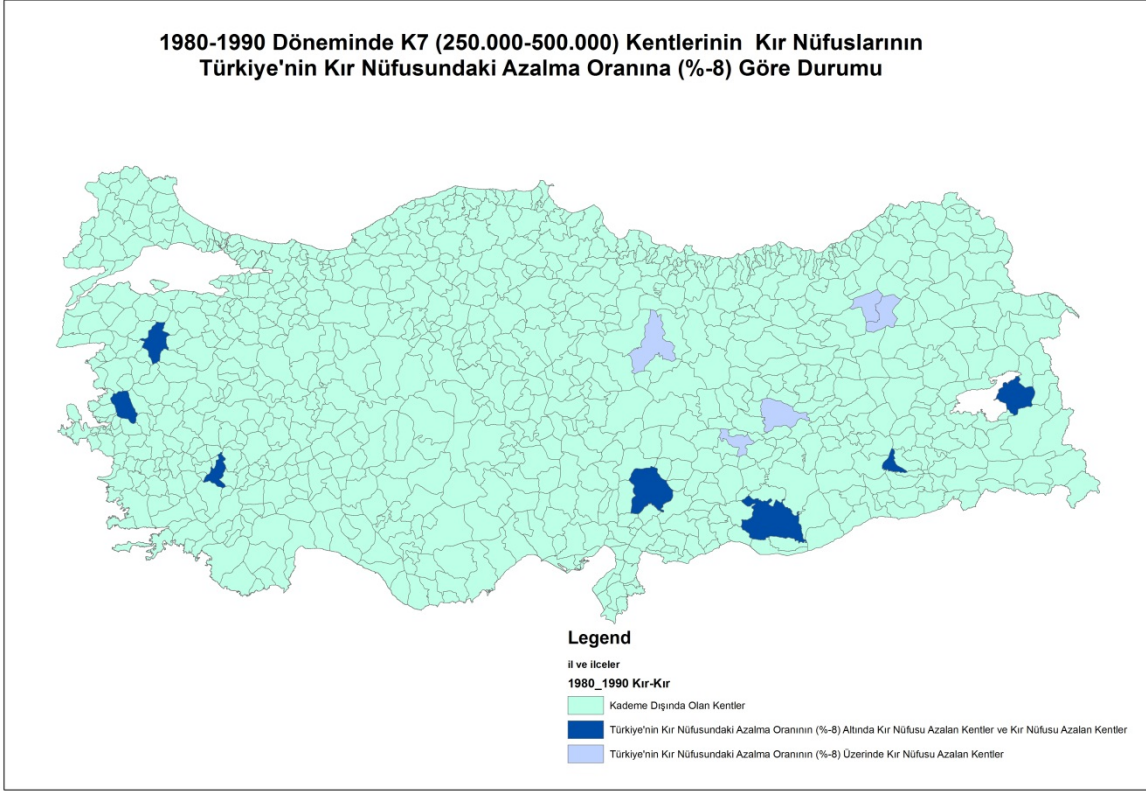 1980-1990 Döneminde K7 (250.000-500.000) Kentlerinin Kır Nüfuslarının
Türkiye'nin Kır Nüfusundaki Azalma Oranına (%-8) Göre Durumu
Legend
il ve ilceler
1980_1990 Kır-Kır
Kademe Dışında Olan Kentler
Türkiye'nin Kır Nüfusundaki Azalma Oranının (%-8) Altında Kır Nüfusu Azalan Kentler ve Kır Nüfusu Azalan Kentler
Türkiye'nin Kır Nüfusundaki Azalma Oranının (%-8) Üzerinde Kır Nüfusu Azalan Kentler